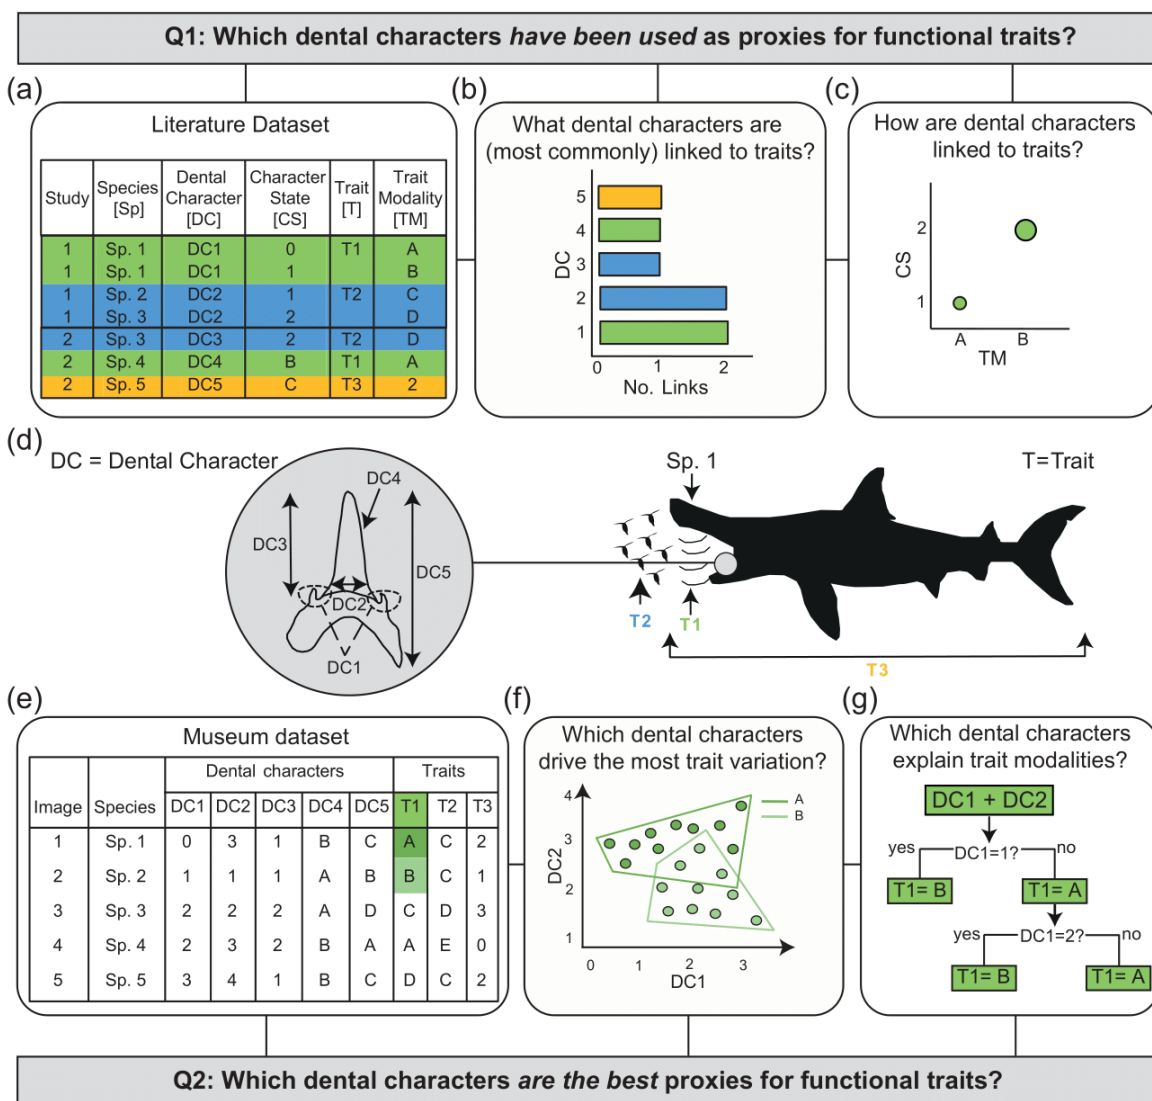 Q1: Which dental characters have been used as proxies for functional traits?
(a)
Literature Dataset
Study Species [Sp] Dental Character [DC] Character State [CS] Trait [T] Trait Modality [TM]
1 Sp. 1 DC1 0 T1 A
1 Sp. 1 DC1 1 B
1 Sp. 2 DC2 1 T2 C
1 Sp. 3 DC2 2 D
2 Sp. 3 DC3 2 T2 D
2 Sp. 4 DC4 B T1 A
2 Sp. 5 DC5 C T3 2
(b)
What dental characters are
(most commonly) linked to traits?
DC
5
4
3
2
1
0 1 2
No. Links
(c)
How are dental characters
linked to traits?
CS
2
1
A B
TM
(d)
DC = Dental Character
DC4
DC3
DC5
DC2
DC1
Sp. 1
T=Trait
T2
T1
T3
(e)
Museum dataset
Dental characters Traits
Image Species DC1 DC2 DC3 DC4 DC5 T1 T2 T3
1 Sp. 1 0 3 1 B C A C 2
2 Sp. 2 1 1 1 A B B C 1
3 Sp. 3 2 2 2 A D C D 3
4 Sp. 4 2 3 2 B A A E 0
5 Sp. 5 3 4 1 B C D C 2
(f)
Which dental characters
drive the most trait variation?
A
B
DC2
4
3
2
1
0 1 2 3
DC1
(g)
Which dental characters
explain trait modalities?
DC1 + DC2
yes DC1=1? no
T1= B T1= A
yes DC1=2? no
T1= B T1= A
Q2: Which dental characters are the best proxies for functional traits?